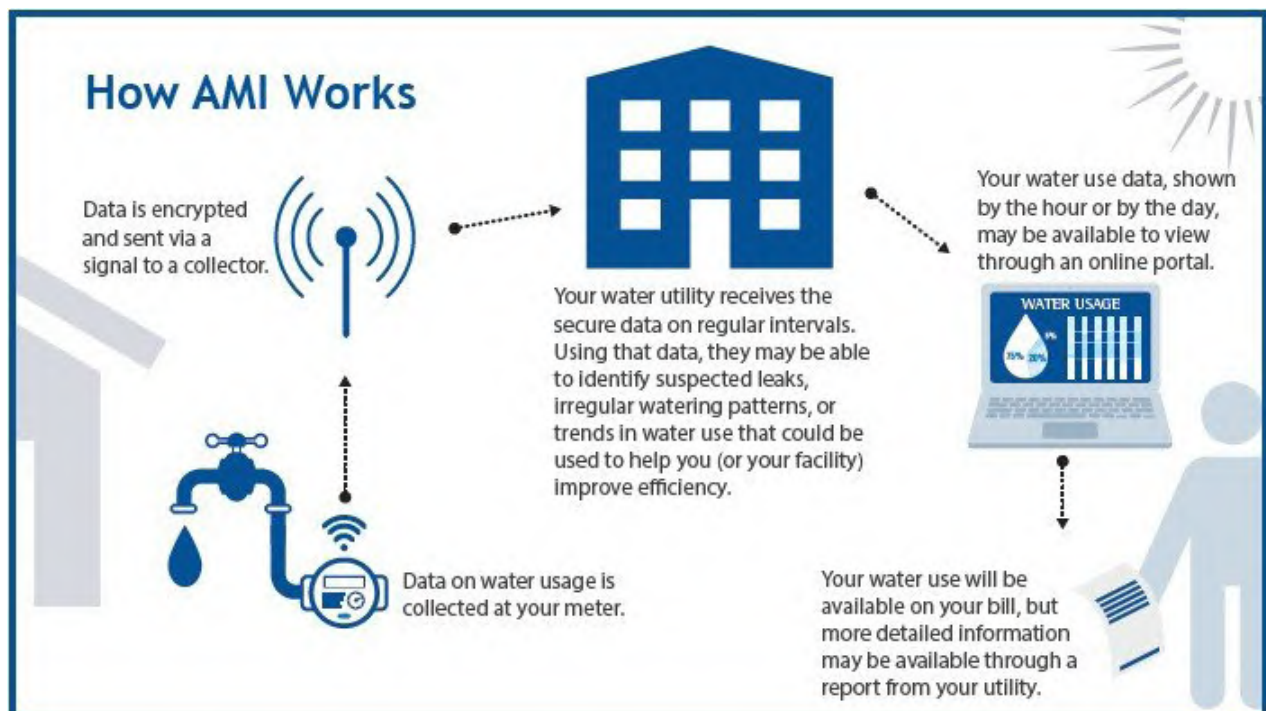 How AMI Works
Data is encrypted
and sent via a
signal to a collector.
Your water utility receives the
secure data on regular intervals.
Using that data, they may be able
to identify suspected leaks,
irregular watering patterns, or
trends in water use that could be
used to help you (or your facility)
improve efficiency.
Your water use data, shown
by the hour or by the day,
may be available to view
through an online portal.
WATER USAGE
5%
75% 20%
Data on water usage is
collected at your meter.
Your water use will be
available on your bill, but
more detailed information
may be available through a
report from your utility.